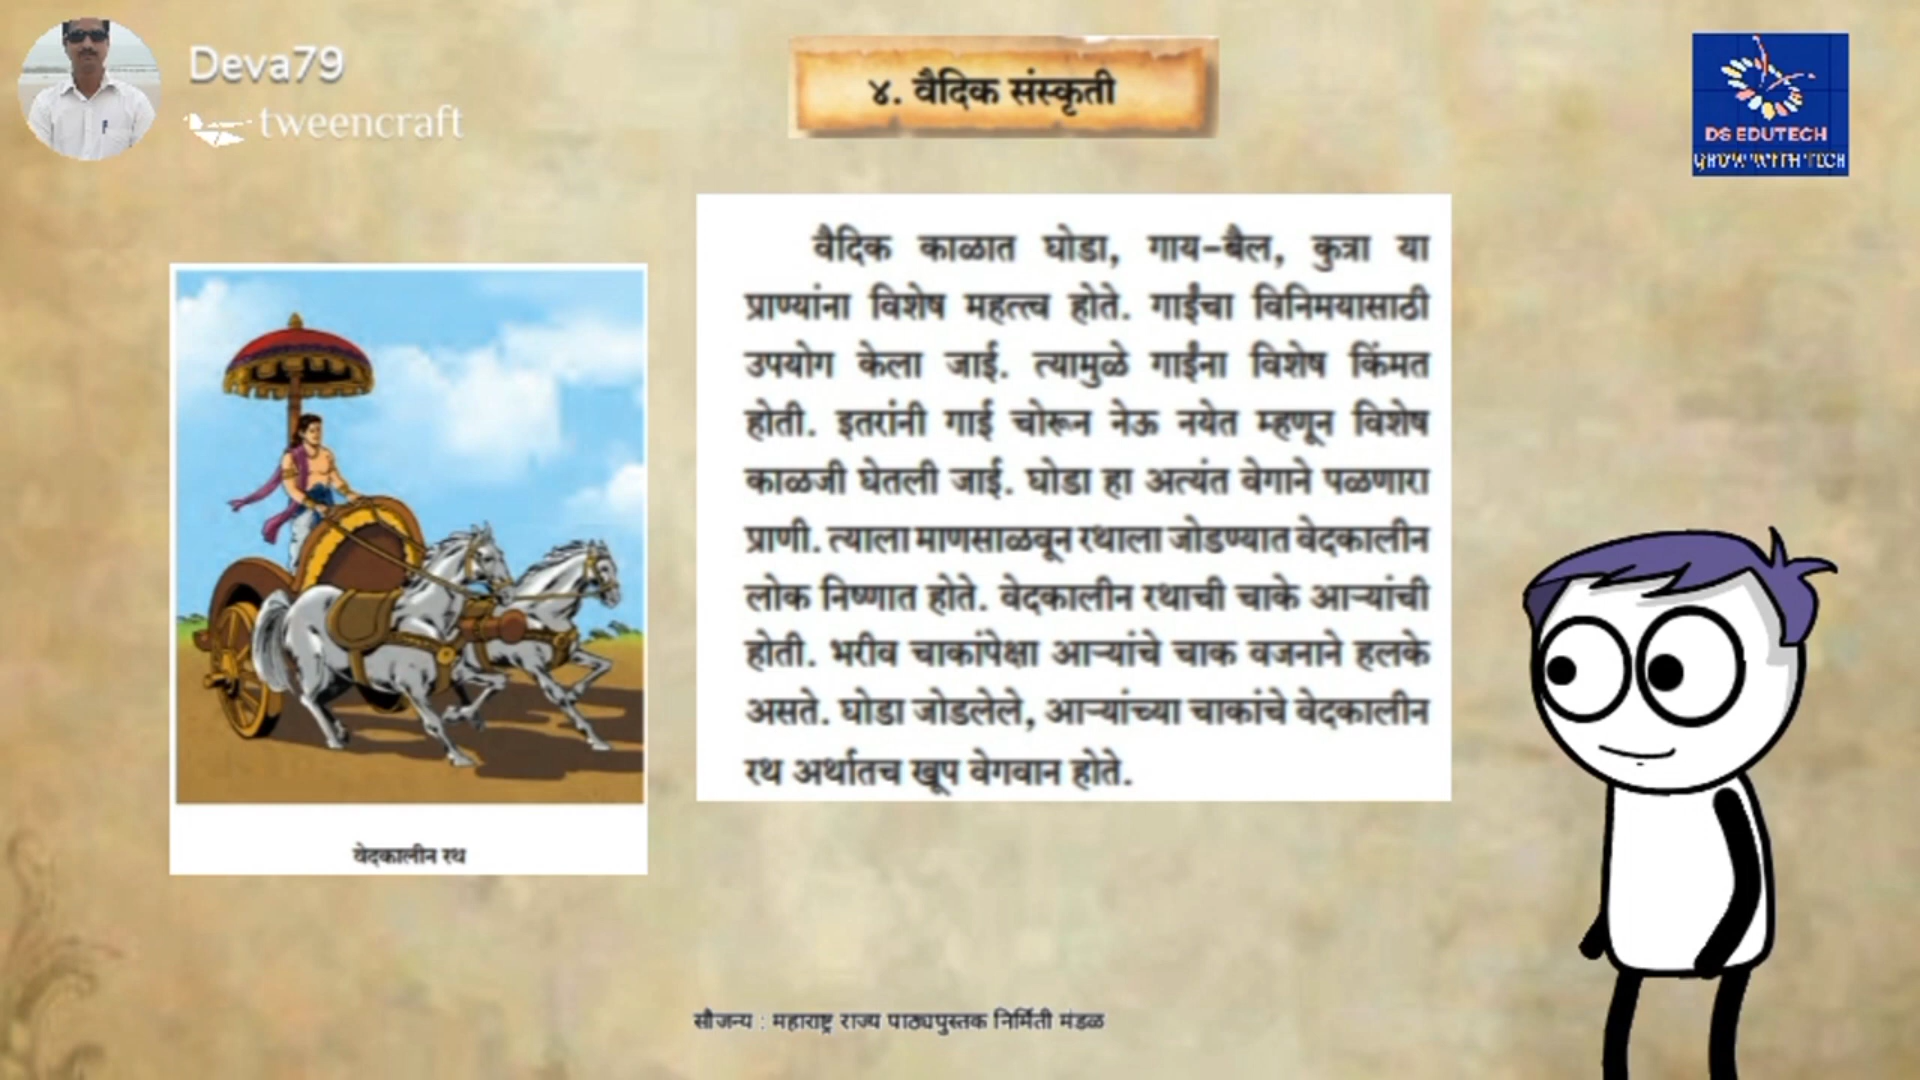 Deva79
tweencraft
४. वैदिक संस्कृती
DS EDUTECH
GROW WITH TECH
वैदिक काळात घोडा, गाय-बैल, कुत्रा या
प्राण्यांना विशेष महत्त्व होते. गाईंचा विनिमयासाठी
उपयोग केला जाई. त्यामुळे गाईंना विशेष किंमत
होती. इतरांनी गाई चोरून नेऊ नयेत म्हणून विशेष
काळजी घेतली जाई. घोडा हा अत्यंत वेगाने पळणारा
प्राणी. त्याला माणसाळवून रथाला जोडण्यात वेदकालीन
लोक निष्णात होते. वेदकालीन रथाची चाके आऱ्यांची
होती. भरीव चाकांपेक्षा आऱ्यांचे चाक वजनाने हलके
असते. घोडा जोडलेले, आऱ्यांच्या चाकांचे वेदकालीन
रथ अर्थातच खूप वेगवान होते.
वेदकालीन रथ
सौजन्य : महाराष्ट्र राज्य पाठ्यपुस्तक निर्मिती मंडळ